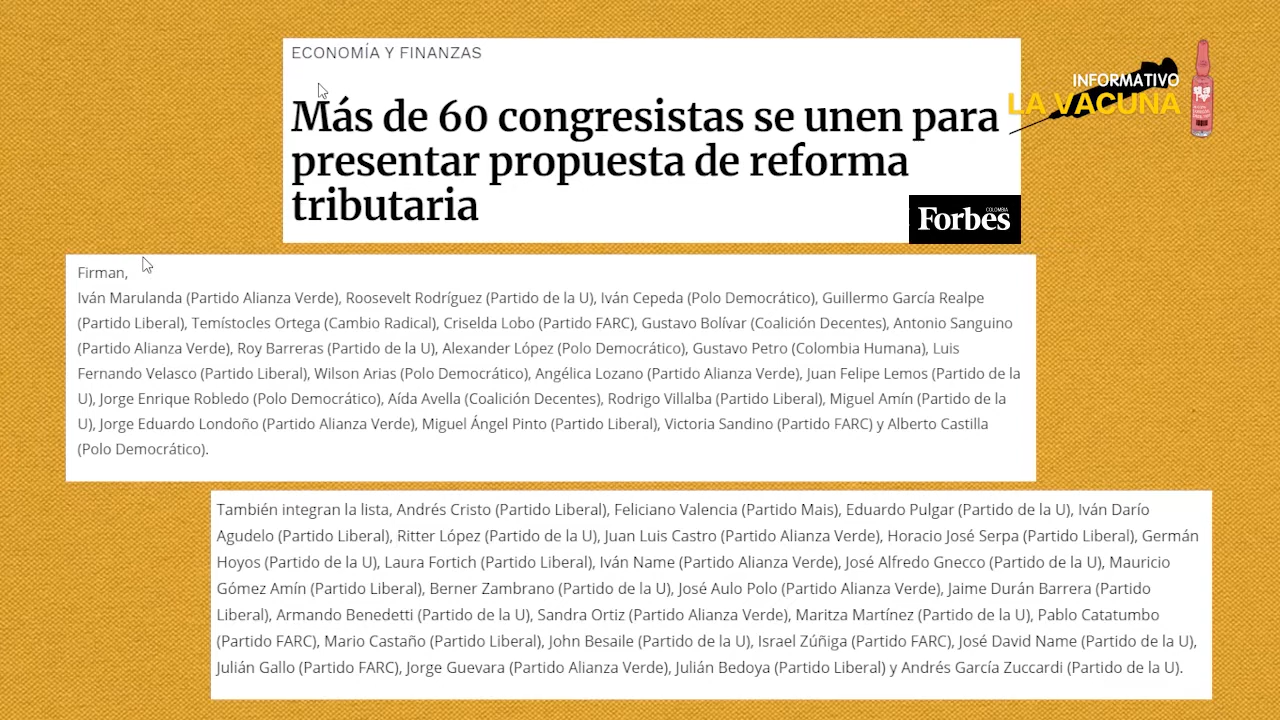 ECONOMÍA Y FINANZAS
Más de 60 congresistas se unen para
presentar propuesta de reforma
tributaria
COLOMBIA
Forbes
INFORMATIVO
LA VACUNA
Firman,
Iván Marulanda (Partido Alianza Verde), Roosevelt Rodríguez (Partido de la U), Iván Cepeda (Polo Democrático), Guillermo García Realpe
(Partido Liberal), Temístocles Ortega (Cambio Radical), Criselda Lobo (Partido FARC), Gustavo Bolívar (Coalición Decentes), Antonio Sanguino
(Partido Alianza Verde), Roy Barreras (Partido de la U), Alexander López (Polo Democrático), Gustavo Petro (Colombia Humana), Luis
Fernando Velasco (Partido Liberal), Wilson Arias (Polo Democrático), Angélica Lozano (Partido Alianza Verde), Juan Felipe Lemos (Partido de la
U), Jorge Enrique Robledo (Polo Democrático), Aída Avella (Coalición Decentes), Rodrigo Villalba (Partido Liberal), Miguel Amín (Partido de la
U), Jorge Eduardo Londoño (Partido Alianza Verde), Miguel Ángel Pinto (Partido Liberal), Victoria Sandino (Partido FARC) y Alberto Castilla
(Polo Democrático).
También integran la lista, Andrés Cristo (Partido Liberal), Feliciano Valencia (Partido Mais), Eduardo Pulgar (Partido de la U), Iván Darío
Agudelo (Partido Liberal), Ritter López (Partido de la U), Juan Luis Castro (Partido Alianza Verde), Horacio José Serpa (Partido Liberal), Germán
Hoyos (Partido de la U), Laura Fortich (Partido Liberal), Iván Name (Partido Alianza Verde), José Alfredo Gnecco (Partido de la U), Mauricio
Gómez Amín (Partido Liberal), Berner Zambrano (Partido de la U), José Aulo Polo (Partido Alianza Verde), Jaime Durán Barrera (Partido
Liberal), Armando Benedetti (Partido de la U), Sandra Ortiz (Partido Alianza Verde), Maritza Martínez (Partido de la U), Pablo Catatumbo
(Partido FARC), Mario Castaño (Partido Liberal), John Besaile (Partido de la U), Israel Zúñiga (Partido FARC), José David Name (Partido de la U),
Julián Gallo (Partido FARC), Jorge Guevara (Partido Alianza Verde), Julián Bedoya (Partido Liberal) y Andrés García Zuccardi (Partido de la U).